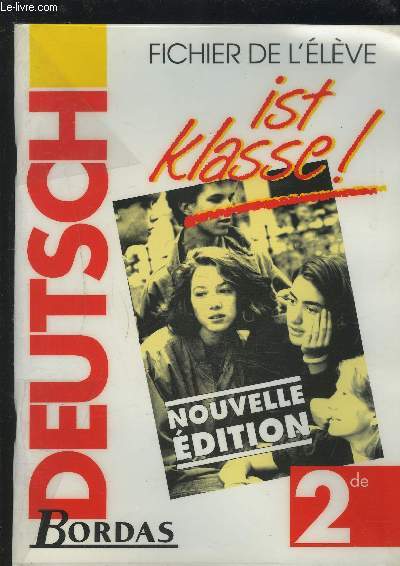 Le-livre.com
FICHIER DE L'ÉLÈVE
DEUTSCH
ist
klasse!
NOUVELLE
ÉDITION
2de
BORDAS